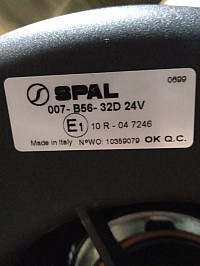 SPAL 0699
007- B56- 32D 24V
E1 10 R - 04 7246
Made in Italy N°WO: 10359079 OK Q.C.